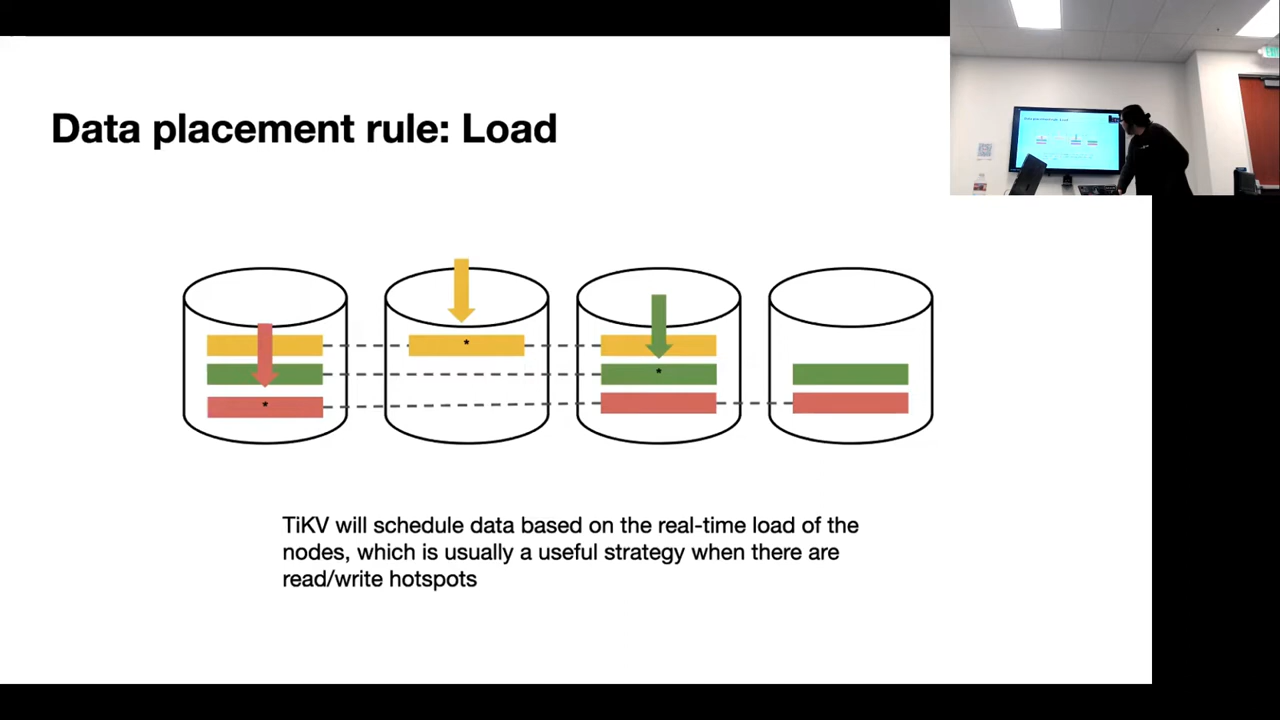 Data placement rule: Load
*
*
*
TiKV will schedule data based on the real-time load of the
nodes, which is usually a useful strategy when there are
read/write hotspots